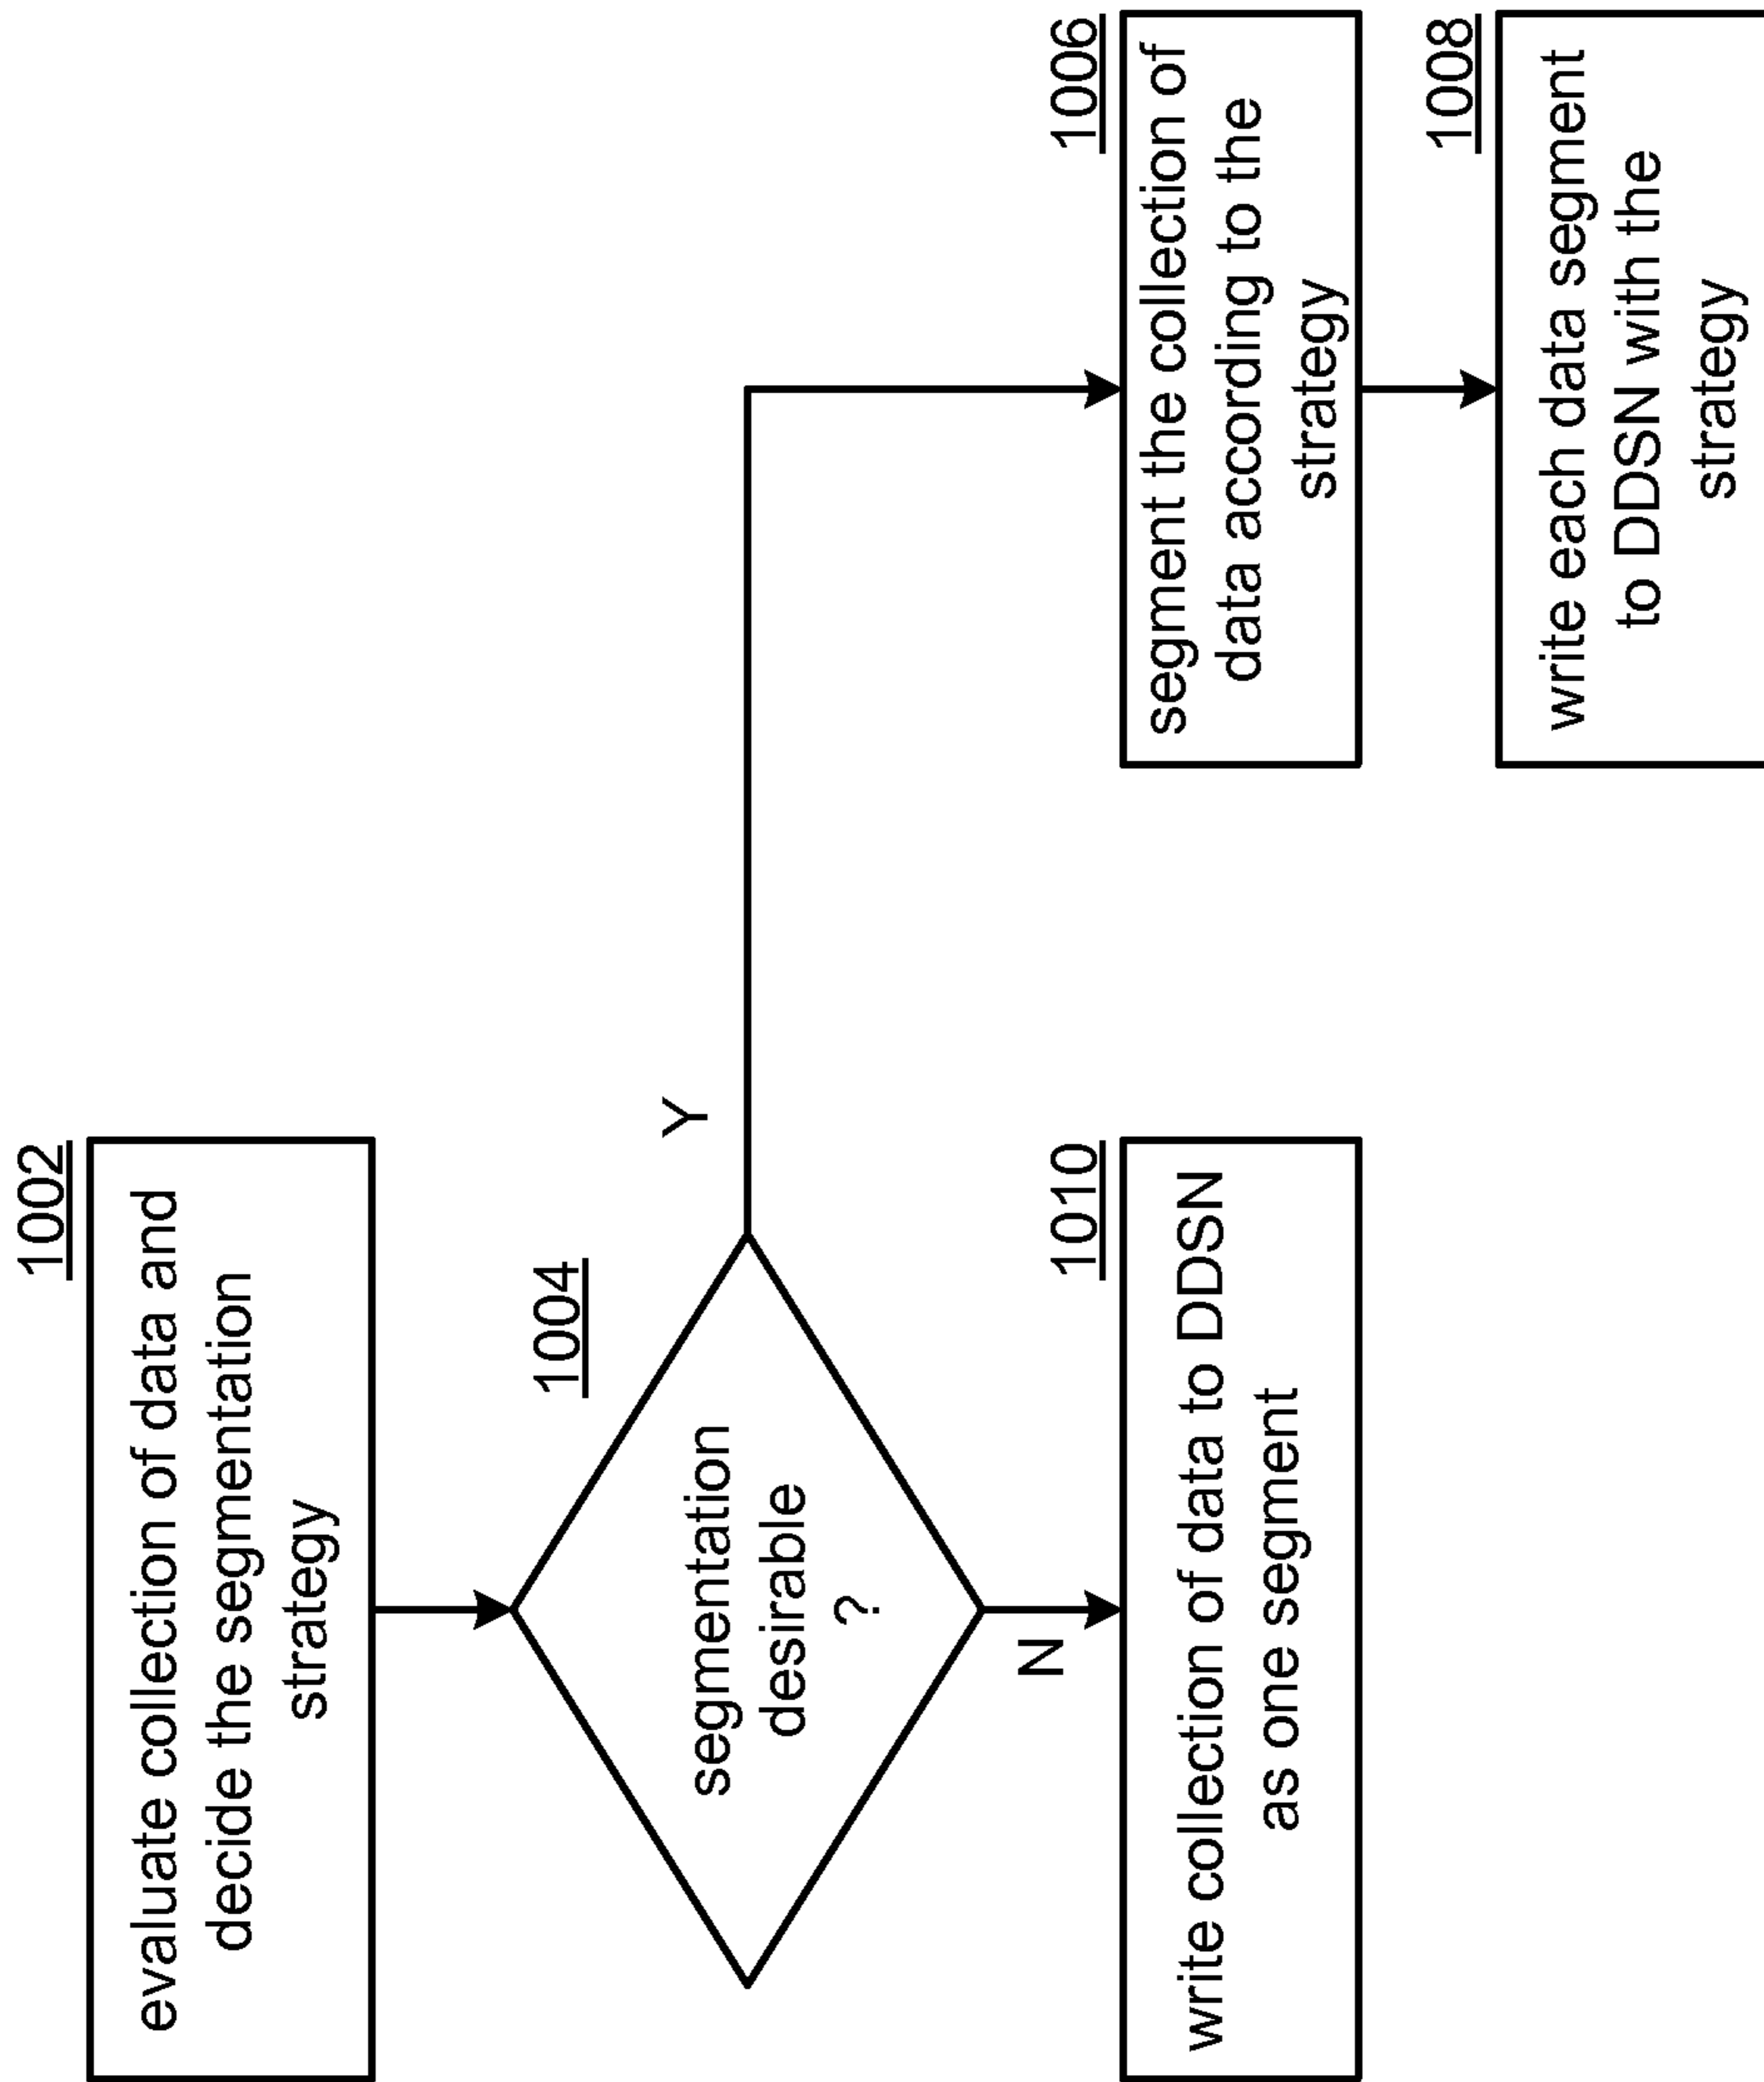 1002
evaluate collection of data and
decide the segmentation
strategy
1004
segmentation
desirable
?
Y
N
1010
write collection of data to DDSN
as one segment
1006
segment the collection of
data according to the
strategy
1008
write each data segment
to DDSN with the
strategy